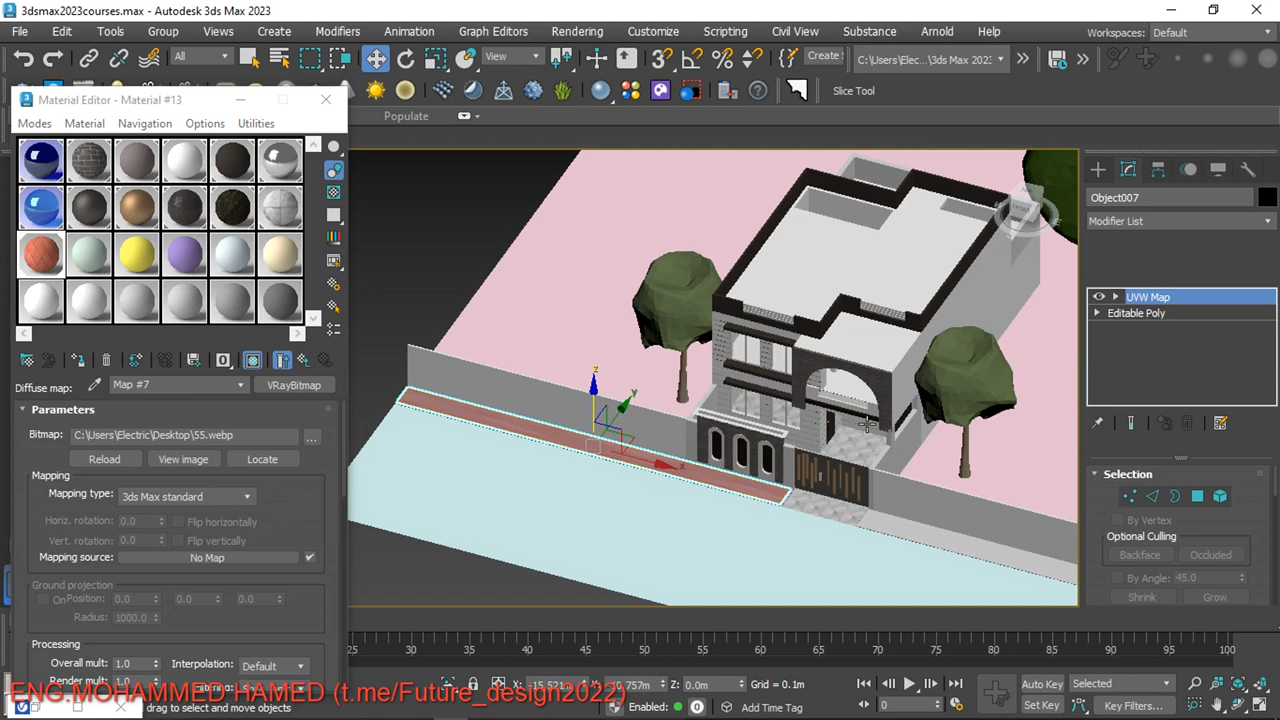 3dsmax2023courses.max - Autodesk 3ds Max 2023
File Edit Tools Group Views Create Modifiers Animation Graph Editors Rendering Customize Scripting Civil View Substance Arnold Help Workspaces: Default
All View Create C:\Users\Elec...\3ds Max 2023
Slice Tool
Populate
Material Editor - Material #13
Modes Material Navigation Options Utilities
Diffuse map: Map #7 VRayBitmap
Parameters
Bitmap: C:\Users\Electric\Desktop\55.webp ...
Reload View image Locate
Mapping
Mapping type: 3ds Max standard
Horiz. rotation: 0.0 Flip horizontally
Vert. rotation: 0.0 Flip vertically
Mapping source: No Map
Ground projection
On Position: 0.0 0.0 0.0
Radius: 1000.0
Processing
Overall mult: 1.0 Interpolation: Default
Render mult: 1.0
Object007
Modifier List
UVW Map
Editable Poly
Selection
By Vertex
Optional Culling
Backface Occluded
By Angle: 45.0
Shrink Grow
z y x
25 30 35 40 45 50 55 60 65 70 75 80 85 90 95 100
Z: 0.0m Grid = 0.1m
Auto Key Selected
Enabled: Add Time Tag
0 Set Key Key Filters...
drag to select and move objects
ENG.MOHAMMED HAMED (t.me/Future_design2022)